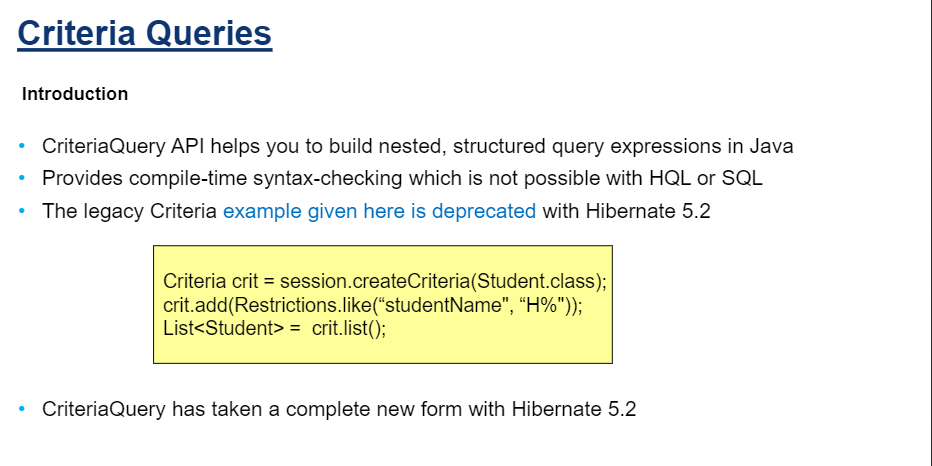 Criteria Queries
Introduction
• CriteriaQuery API helps you to build nested, structured query expressions in Java
• Provides compile-time syntax-checking which is not possible with HQL or SQL
• The legacy Criteria example given here is deprecated with Hibernate 5.2
Criteria crit = session.createCriteria(Student.class);
crit.add(Restrictions.like(“studentName", “H%"));
List<Student> =  crit.list();
• CriteriaQuery has taken a complete new form with Hibernate 5.2